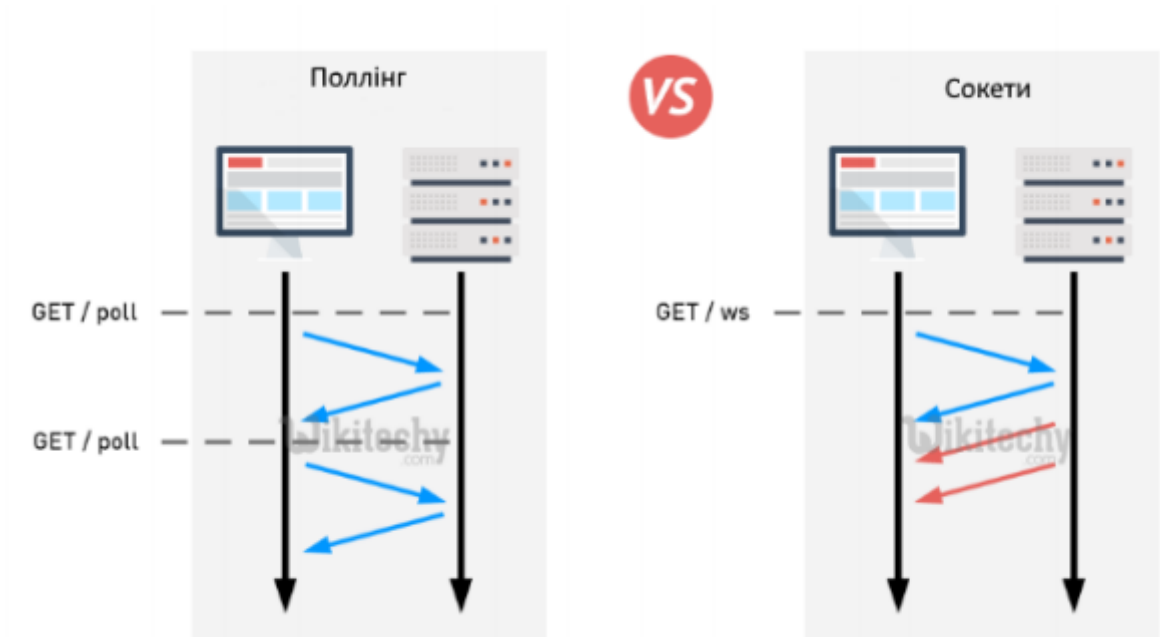 Поллінг
GET / poll
GET / poll
Wikitechy
.com
VS
Сокети
GET / ws
Wikitechy
.com